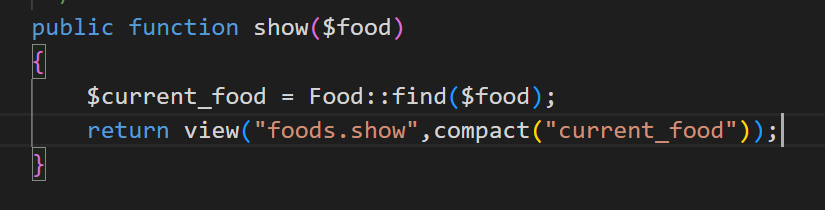 public function show($food)
{
$current_food = Food::find($food);
return view("foods.show",compact("current_food"));
}